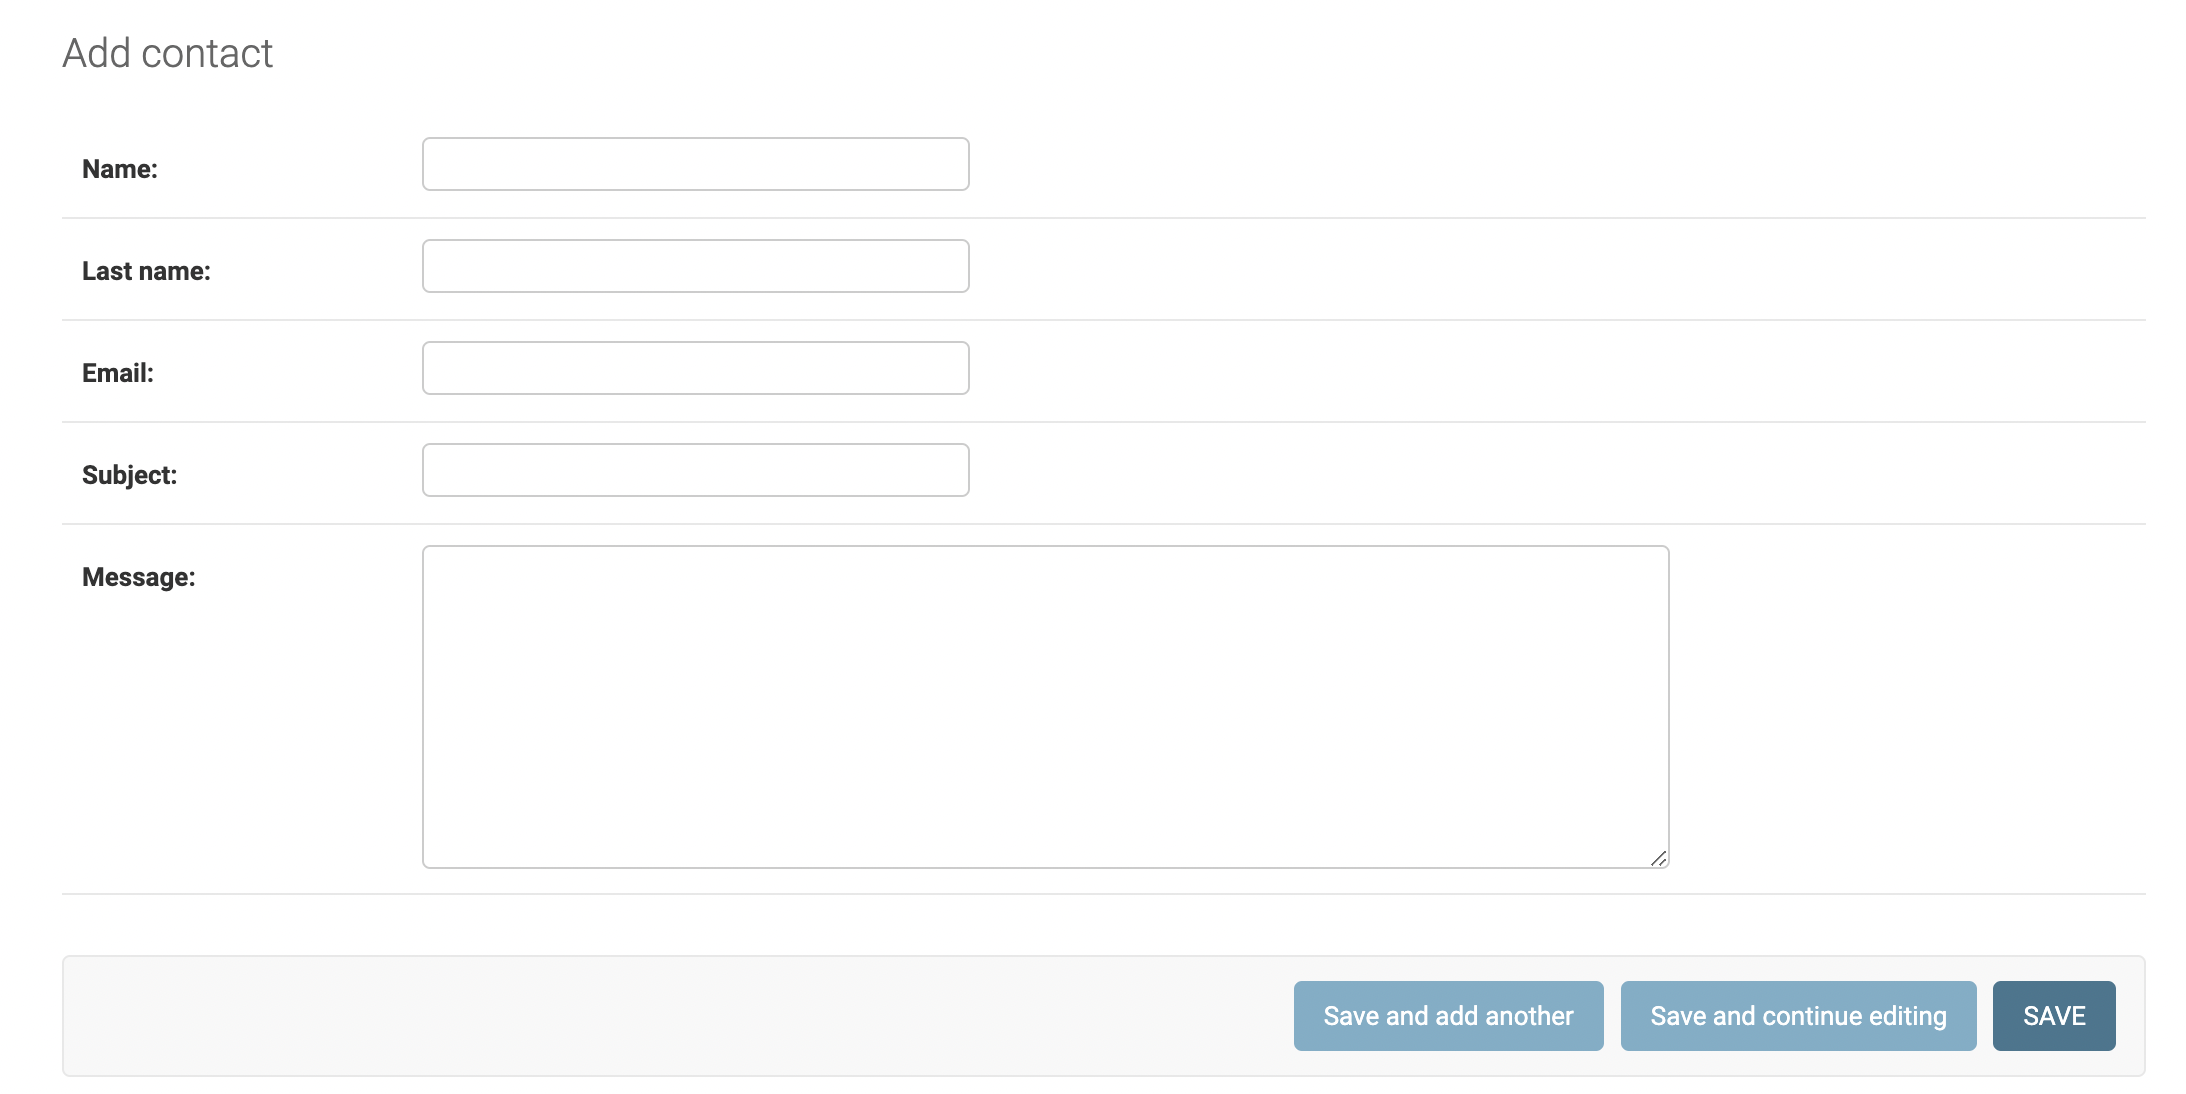 Add contact
Name:
Last name:
Email:
Subject:
Message:
Save and add another
Save and continue editing
SAVE